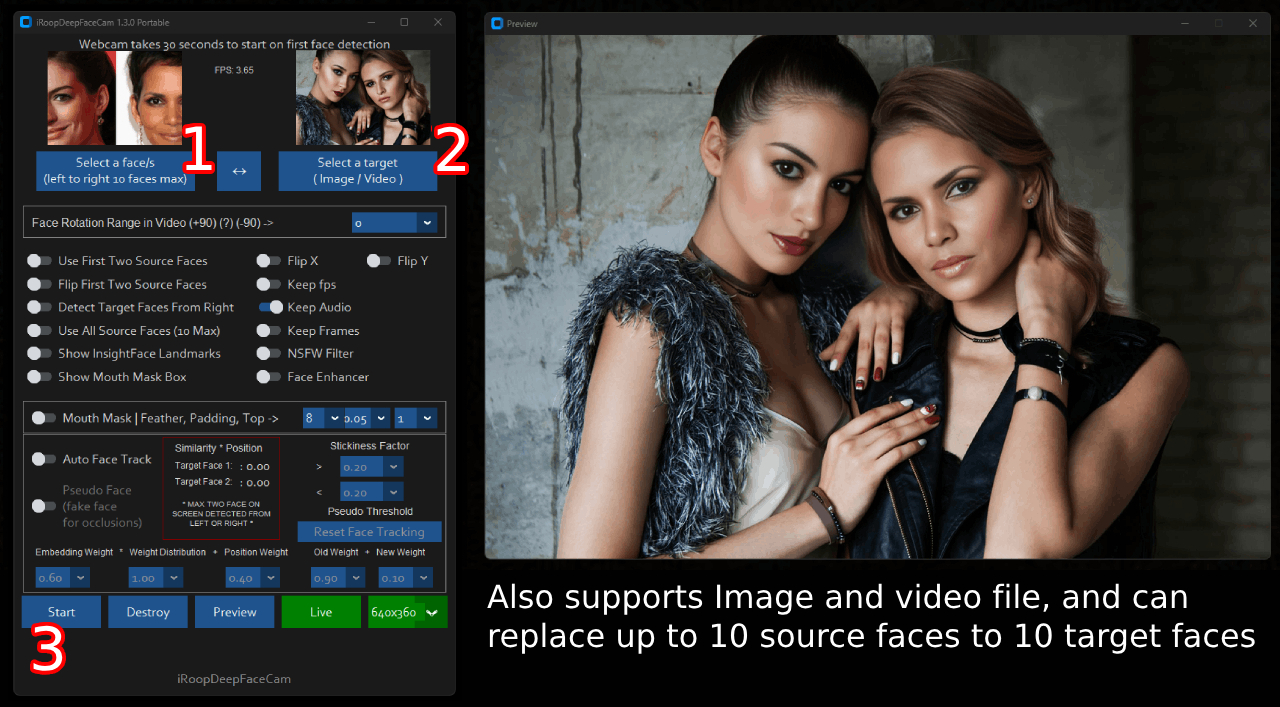 iRoopDeepFaceCam 1.3.0 Portable
Webcam takes 30 seconds to start on first face detection
FPS: 3.65
1
2
Select a face/s
(left to right 10 faces max)
↔
Select a target
( Image / Video )
Face Rotation Range in Video (+90) (?) (-90) ->
0
Use First Two Source Faces
Flip X
Flip Y
Flip First Two Source Faces
Keep fps
Detect Target Faces From Right
Keep Audio
Use All Source Faces (10 Max)
Keep Frames
Show InsightFace Landmarks
NSFW Filter
Show Mouth Mask Box
Face Enhancer
Mouth Mask | Feather, Padding, Top ->
8
0.05
1
Auto Face Track
Pseudo Face
(fake face
for occlusions)
Similarity * Position
Target Face 1: : 0.00
Target Face 2: : 0.00
* MAX TWO FACE ON
SCREEN DETECTED FROM
LEFT OR RIGHT *
Stickiness Factor
> 0.20
< 0.20
Pseudo Threshold
Reset Face Tracking
Embedding Weight * Weight Distribution + Position Weight
Old Weight + New Weight
0.60
1.00
0.40
0.90
0.10
Start
Destroy
Preview
Live
640x360
3
iRoopDeepFaceCam
Preview
Also supports Image and video file, and can
replace up to 10 source faces to 10 target faces